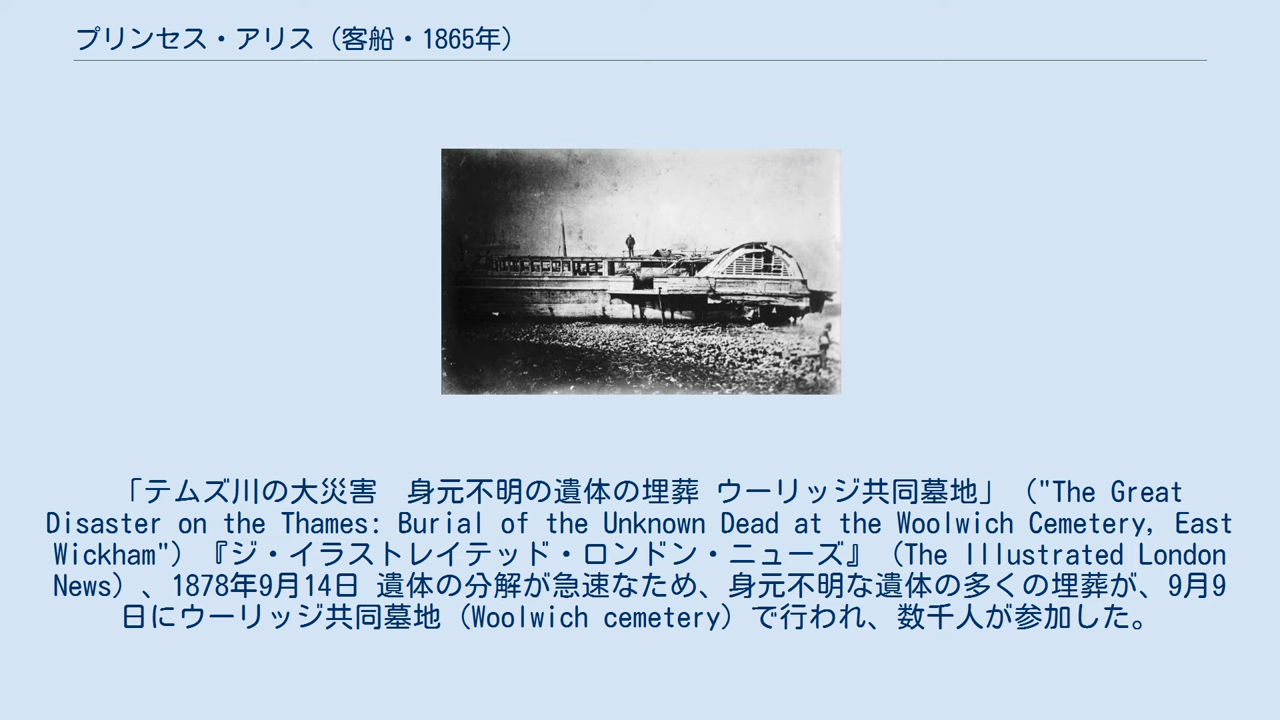 プリンセス・アリス（客船・1865年）
「テムズ川の大災害　身元不明の遺体の埋葬 ウーリッジ共同墓地」（"The Great
Disaster on the Thames: Burial of the Unknown Dead at the Woolwich Cemetery, East
Wickham"）『ジ・イラストレイテッド・ロンドン・ニューズ』（The Illustrated London
News）、1878年9月14日 遺体の分解が急速なため、身元不明な遺体の多くの埋葬が、9月9
日にウーリッジ共同墓地（Woolwich cemetery）で行われ、数千人が参加した。